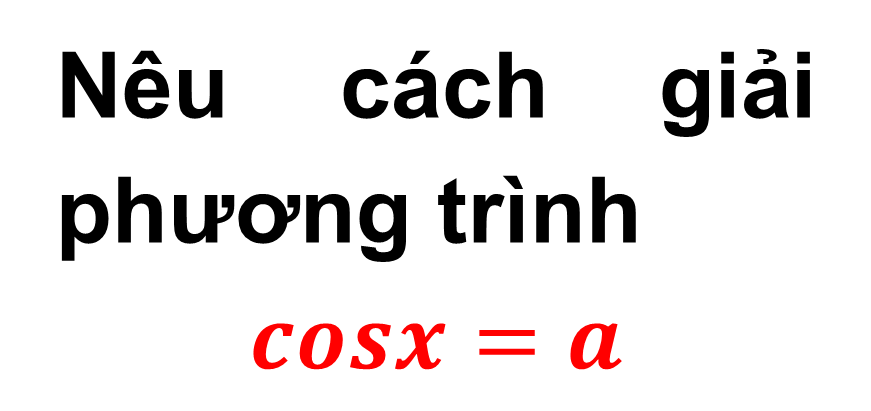 Nêu cách giải
phương trình
cosx = a